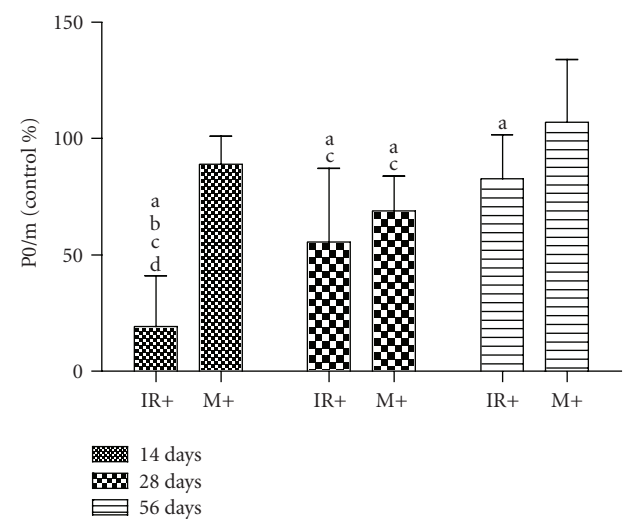 150
100
50
0
P0/m (control %)
a
b
c
d
a
c
a
c
a
IR+ M+ IR+ M+ IR+ M+
14 days
28 days
56 days